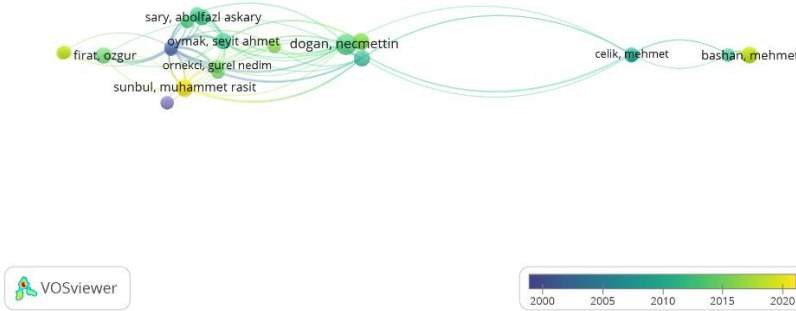 sary, abolfazl askary
oymak, seyit ahmet
dogan, necmettin
firat, ozgur
ornekci, gurel nedim
celik, mehmet
bashan, mehmet
sunbul, muhammet rasit
VOSviewer
2000 2005 2010 2015 2020